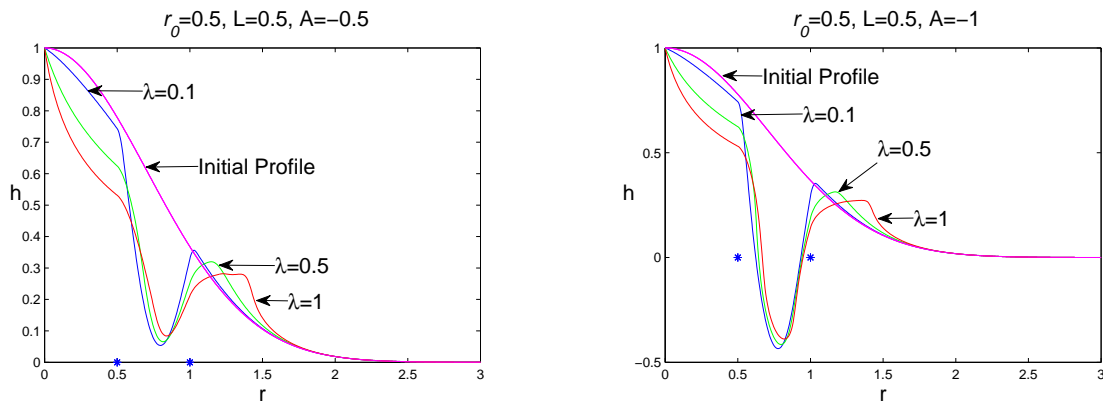 r0=0.5, L=0.5, A=−0.5
1
0.9
0.8
0.7
0.6
0.5
0.4
0.3
0.2
0.1
0
h
λ=0.1
Initial Profile
λ=0.5
λ=1
0 0.5 1 1.5 2 2.5 3
r
r0=0.5, L=0.5, A=−1
1
0.5
0
−0.5
h
Initial Profile
λ=0.1
λ=0.5
λ=1
0 0.5 1 1.5 2 2.5 3
r